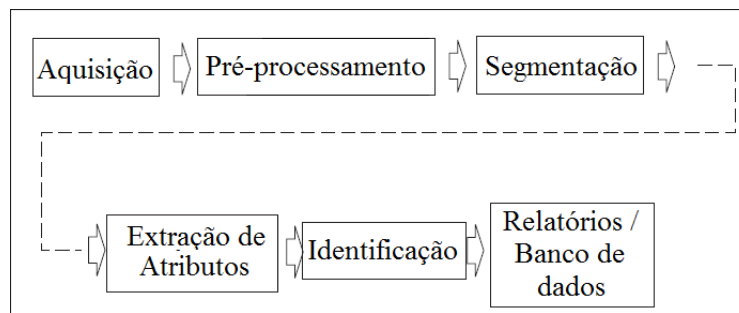 Aquisição
Pré-processamento
Segmentação
Extração de
Atributos
Identificação
Relatórios /
Banco de
dados